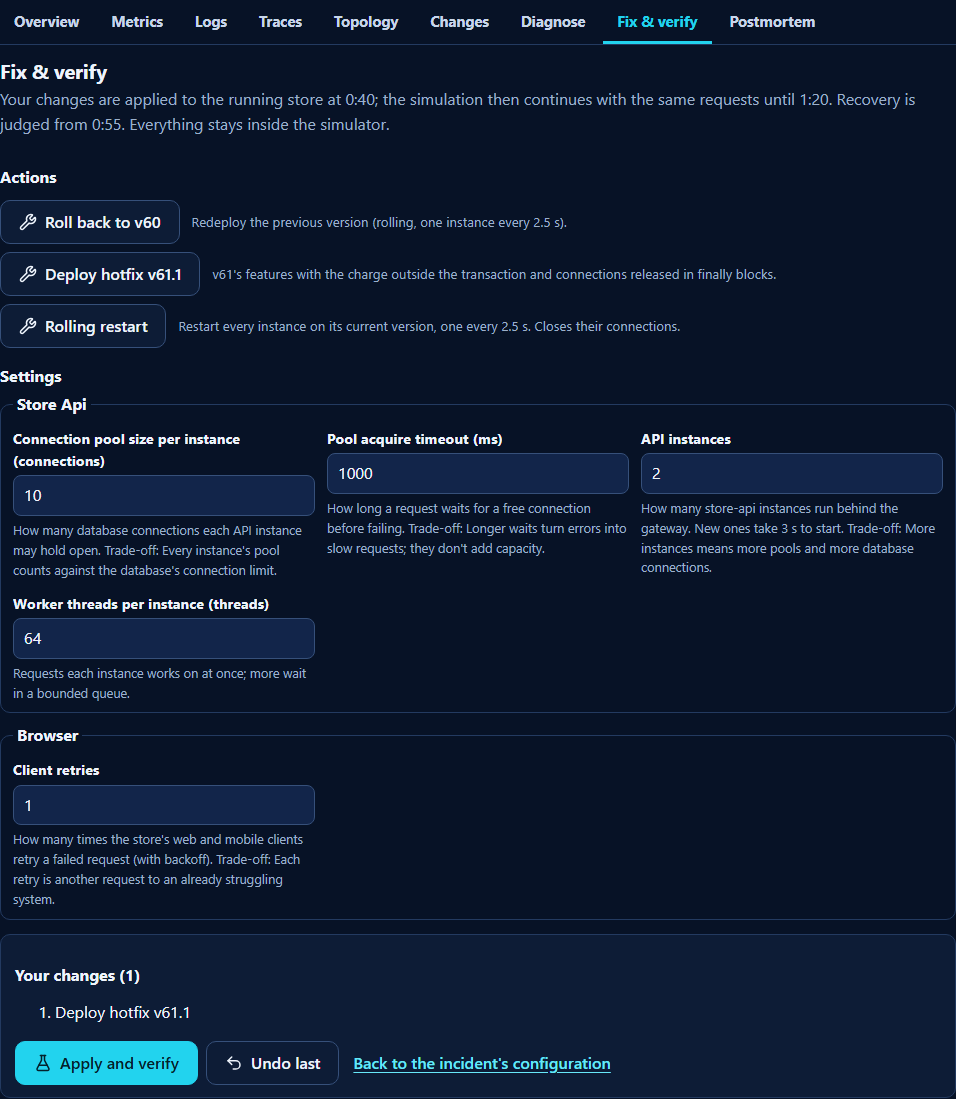 Overview Metrics Logs Traces Topology Changes Diagnose Fix & verify Postmortem
Fix & verify
Your changes are applied to the running store at 0:40; the simulation then continues with the same requests until 1:20. Recovery is
judged from 0:55. Everything stays inside the simulator.
Actions
Roll back to v60 Redeploy the previous version (rolling, one instance every 2.5 s).
Deploy hotfix v61.1 v61's features with the charge outside the transaction and connections released in finally blocks.
Rolling restart Restart every instance on its current version, one every 2.5 s. Closes their connections.
Settings
Store Api
Connection pool size per instance
(connections)
10
How many database connections each API instance
may hold open. Trade-off: Every instance's pool
counts against the database's connection limit.
Pool acquire timeout (ms)
1000
How long a request waits for a free connection
before failing. Trade-off: Longer waits turn errors into
slow requests; they don't add capacity.
API instances
2
How many store-api instances run behind the
gateway. New ones take 3 s to start. Trade-off: More
instances means more pools and more database
connections.
Worker threads per instance (threads)
64
Requests each instance works on at once; more wait
in a bounded queue.
Browser
Client retries
1
How many times the store's web and mobile clients
retry a failed request (with backoff). Trade-off: Each
retry is another request to an already struggling
system.
Your changes (1)
1. Deploy hotfix v61.1
Apply and verify Undo last Back to the incident's configuration